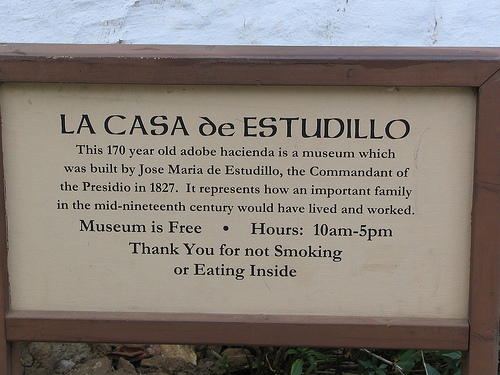 LA CASA de ESTUDILLO
This 170 year old adobe hacienda is a museum which
was built by Jose Maria de Estudillo, the Commandant of
the Presidio in 1827. It represents how an important family
in the mid-nineteenth century would have lived and worked.
Museum is Free • Hours: 10am-5pm
Thank You for not Smoking
or Eating Inside